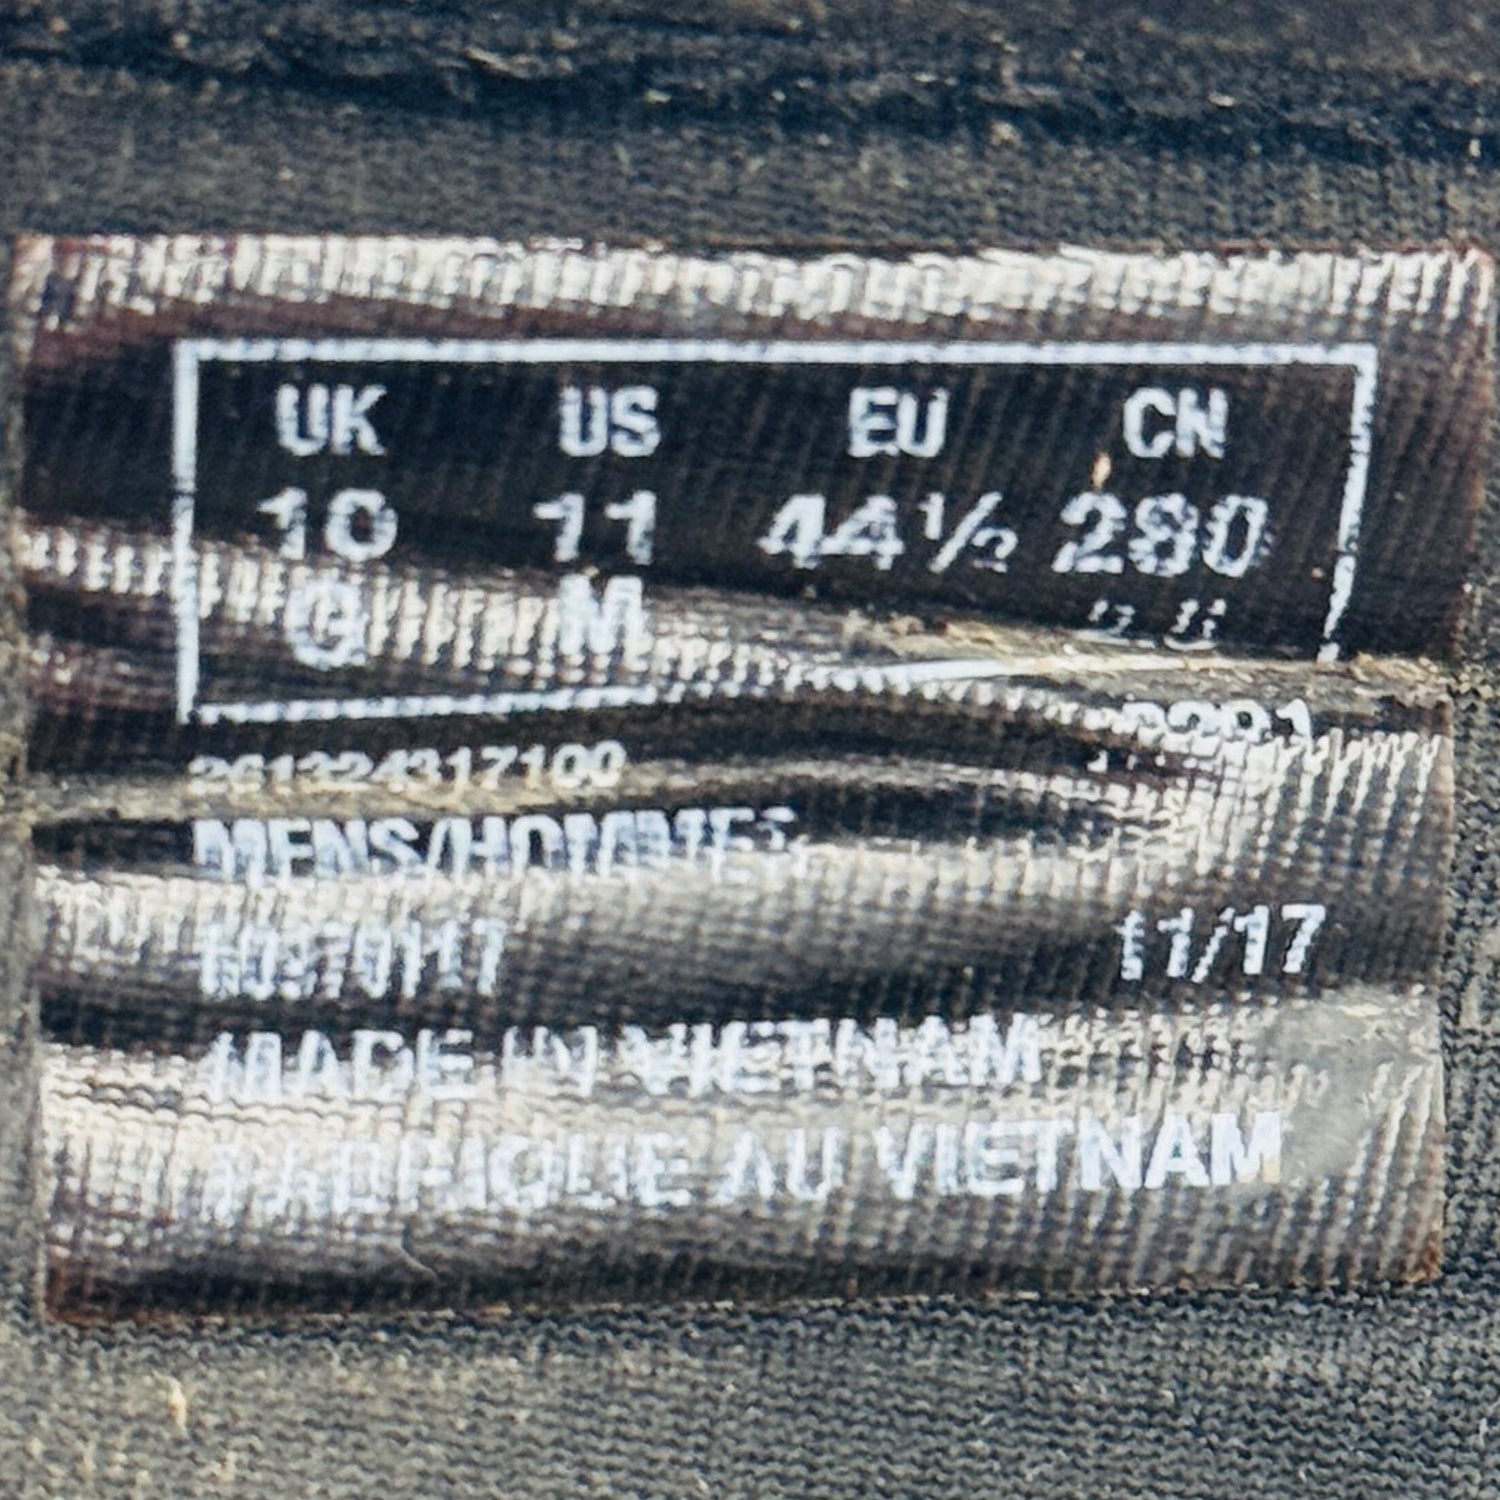 UK US EU CN
10 11 44½ 280
G M
261324317100
MENS/HOMMES
11/17
MADE IN VIETNAM
FABRIQUE AU VIETNAM